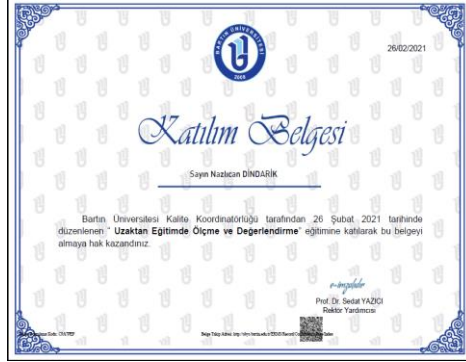 BARTIN ÜNİVERSİTESİ
2008
26/02/2021
Katılım Belgesi
Sayın Nazlıcan DİNDARİK
Bartın Üniversitesi Kalite Koordinatörlüğü tarafından 26 Şubat 2021 tarihinde
düzenlenen " Uzaktan Eğitimde Ölçme ve Değerlendirme" eğitimine katılarak bu belgeyi
almaya hak kazandınız.
e-imzalıdır
Prof. Dr. Sedat YAZICI
Rektör Yardımcısı